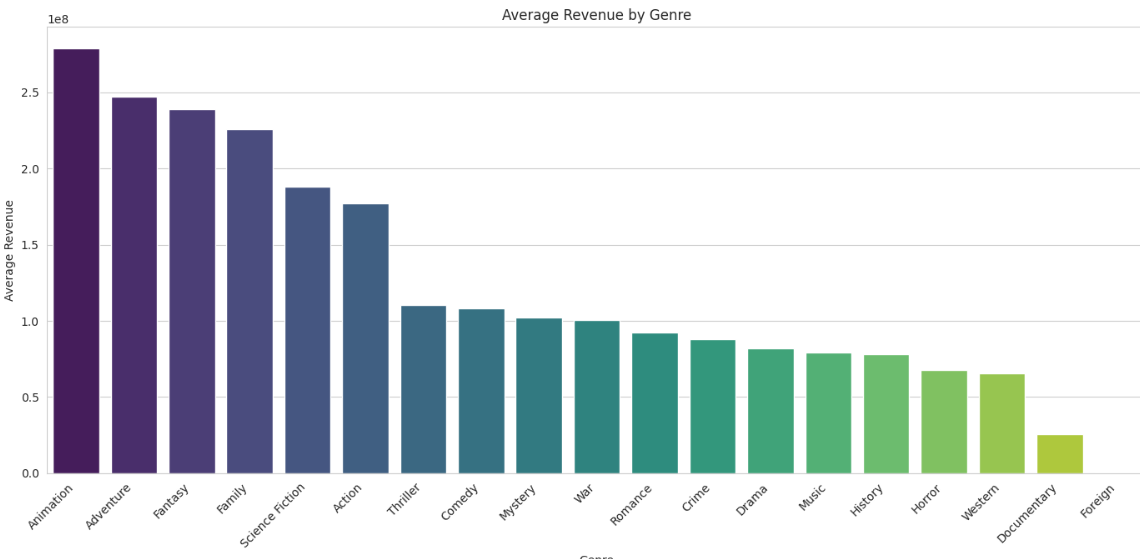 Average Revenue by Genre
1e8
2.5
2.0
1.5
1.0
0.5
0.0
Average Revenue
Animation
Adventure
Fantasy
Family
Science Fiction
Action
Thriller
Comedy
Mystery
War
Romance
Crime
Drama
Music
History
Horror
Western
Documentary
Foreign
Genre